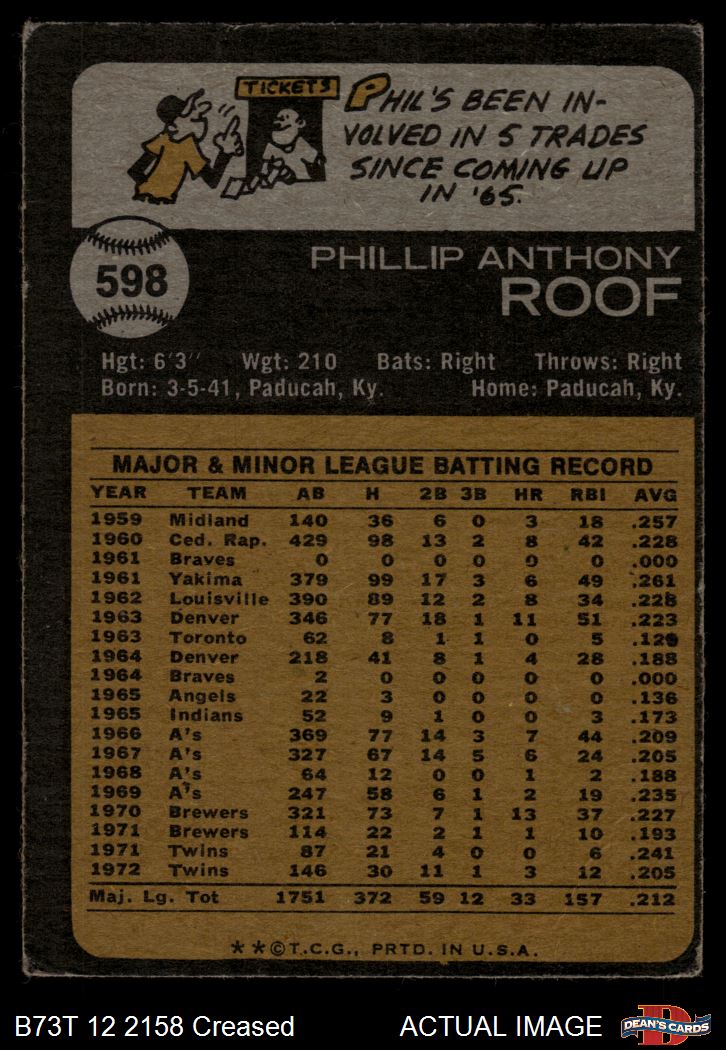 TICKETS
PHIL'S BEEN IN-
VOLVED IN 5 TRADES
SINCE COMING UP
IN '65.
598
PHILLIP ANTHONY
ROOF
Hgt: 6'3" Wgt: 210 Bats: Right Throws: Right
Born: 3-5-41, Paducah, Ky. Home: Paducah, Ky.
MAJOR & MINOR LEAGUE BATTING RECORD
YEAR TEAM AB H 2B 3B HR RBI AVG
1959 Midland 140 36 6 0 3 18 .257
1960 Ced. Rap. 429 98 13 2 8 42 .228
1961 Braves 0 0 0 0 0 0 .000
1961 Yakima 379 99 17 3 6 49 .261
1962 Louisville 390 89 12 2 8 34 .228
1963 Denver 346 77 18 1 11 51 .223
1963 Toronto 62 8 1 1 0 5 .129
1964 Denver 218 41 8 1 4 28 .188
1964 Braves 2 0 0 0 0 0 .000
1965 Angels 22 3 0 0 0 0 .136
1965 Indians 52 9 1 0 0 3 .173
1966 A's 369 77 14 3 7 44 .209
1967 A's 327 67 14 5 6 24 .205
1968 A's 64 12 0 0 1 2 .188
1969 A's 247 58 6 1 2 19 .235
1970 Brewers 321 73 7 1 13 37 .227
1971 Brewers 114 22 2 1 1 10 .193
1971 Twins 87 21 4 0 0 6 .241
1972 Twins 146 30 11 1 3 12 .205
Maj. Lg. Tot 1751 372 59 12 33 157 .212
**©T.C.G., PRTD. IN U.S.A.
B73T 12 2158 Creased ACTUAL IMAGE
D
DEAN'S CARDS